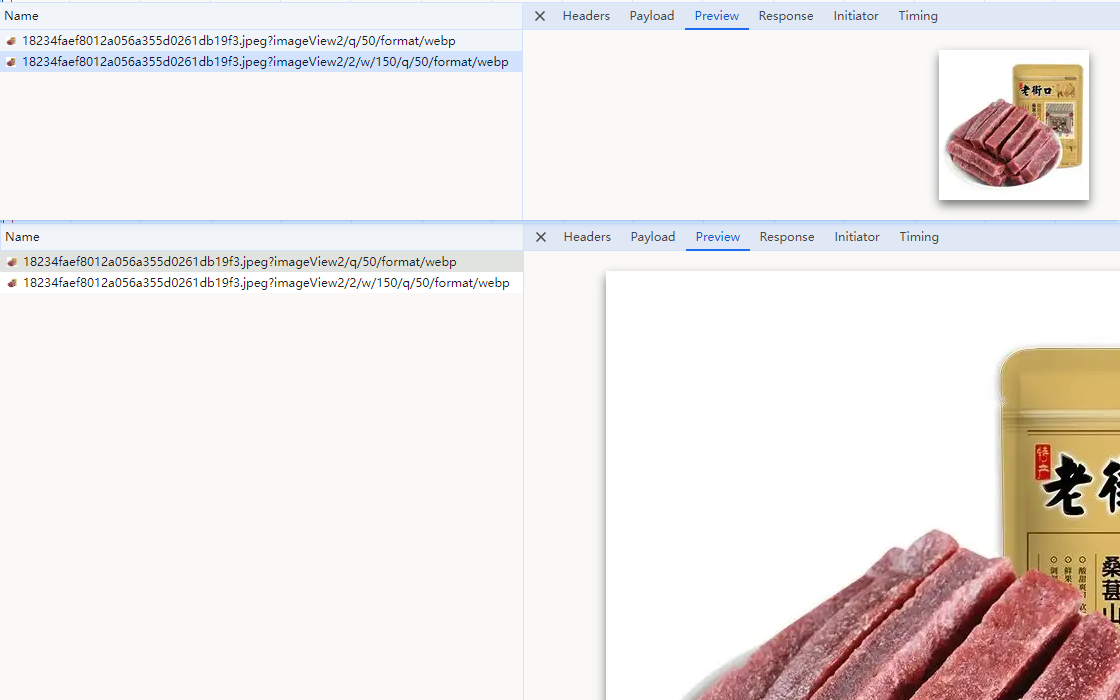 Name
18234faef8012a056a355d0261db19f3.jpeg?imageView2/q/50/format/webp
18234faef8012a056a355d0261db19f3.jpeg?imageView2/2/w/150/q/50/format/webp
Headers Payload Preview Response Initiator Timing
老街口
Name
18234faef8012a056a355d0261db19f3.jpeg?imageView2/q/50/format/webp
18234faef8012a056a355d0261db19f3.jpeg?imageView2/2/w/150/q/50/format/webp
Headers Payload Preview Response Initiator Timing
特产
老街
桑葚山